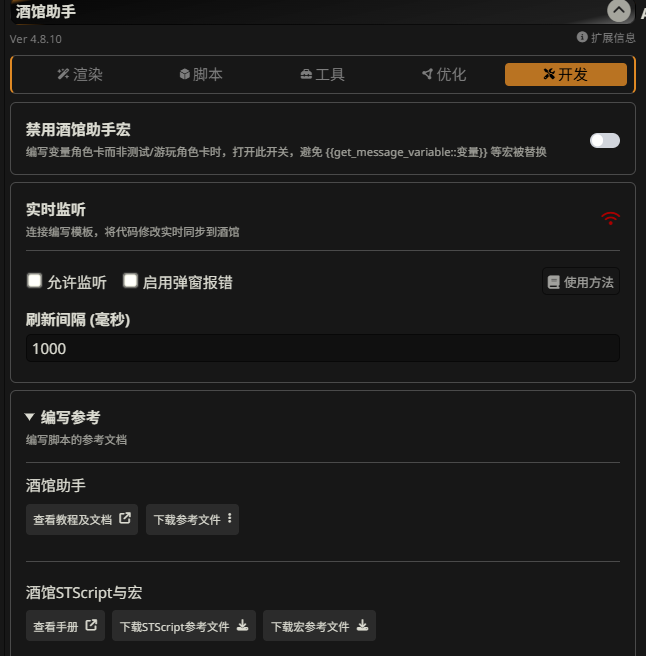 酒馆助手
Ver 4.8.10
扩展信息
渲染
脚本
工具
优化
开发
禁用酒馆助手宏
编写变量角色卡而非测试/游玩角色卡时，打开此开关，避免 {{get_message_variable::变量}} 等宏被替换
实时监听
连接编写模板，将代码修改实时同步到酒馆
允许监听
启用弹窗报错
使用方法
刷新间隔 (毫秒)
1000
编写参考
编写脚本的参考文档
酒馆助手
查看教程及文档
下载参考文件
酒馆STScript与宏
查看手册
下载STScript参考文件
下载宏参考文件